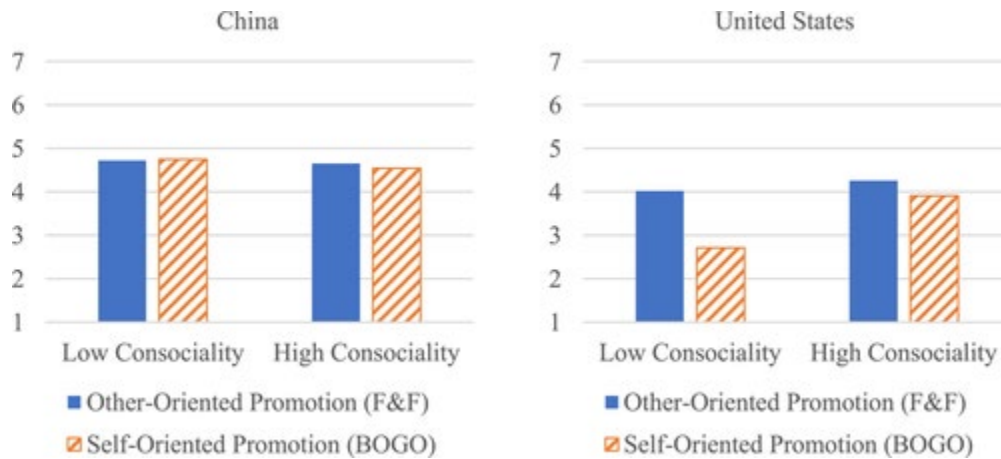 China
7
6
5
4
3
2
1
Low Consociality High Consociality
Other-Oriented Promotion (F&F)
Self-Oriented Promotion (BOGO)
United States
7
6
5
4
3
2
1
Low Consociality High Consociality
Other-Oriented Promotion (F&F)
Self-Oriented Promotion (BOGO)